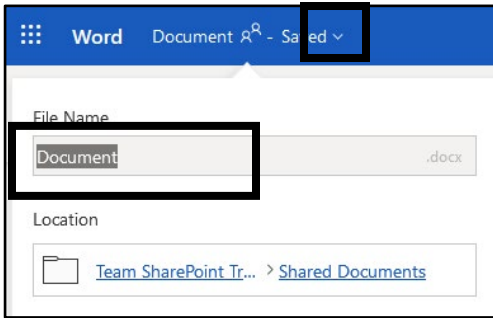 Word Document - Saved
File Name
Document .docx
Location
Team SharePoint Tr... > Shared Documents